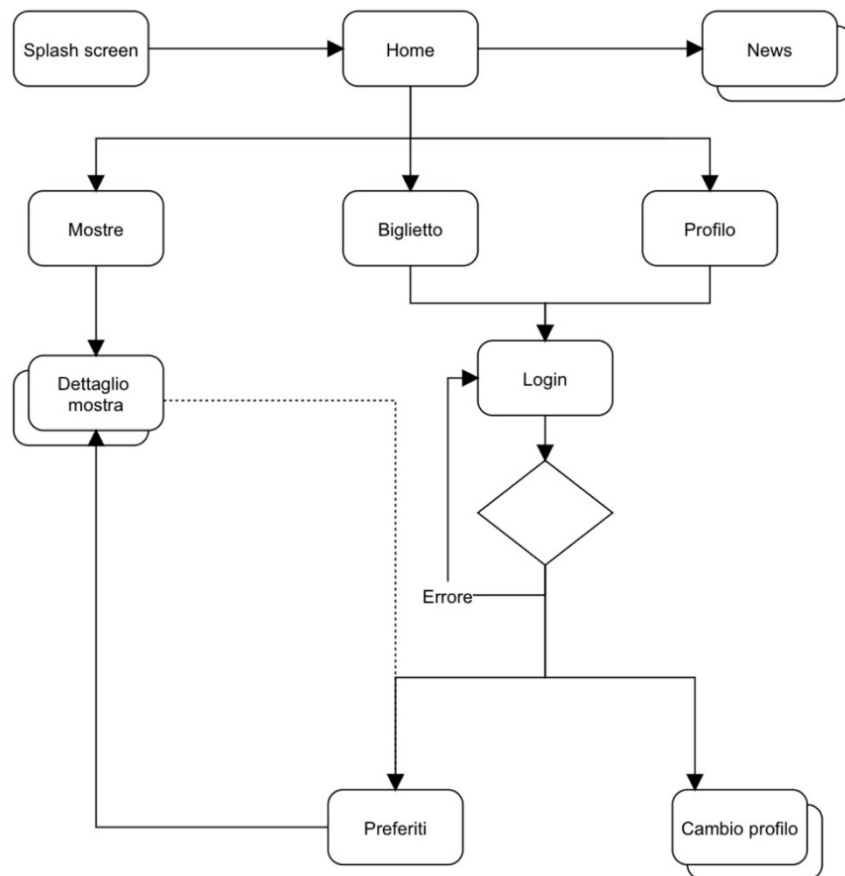 Splash screen
Home
News
Mostre
Biglietto
Profilo
Dettaglio
mostra
Login
Errore
Preferiti
Cambio profilo